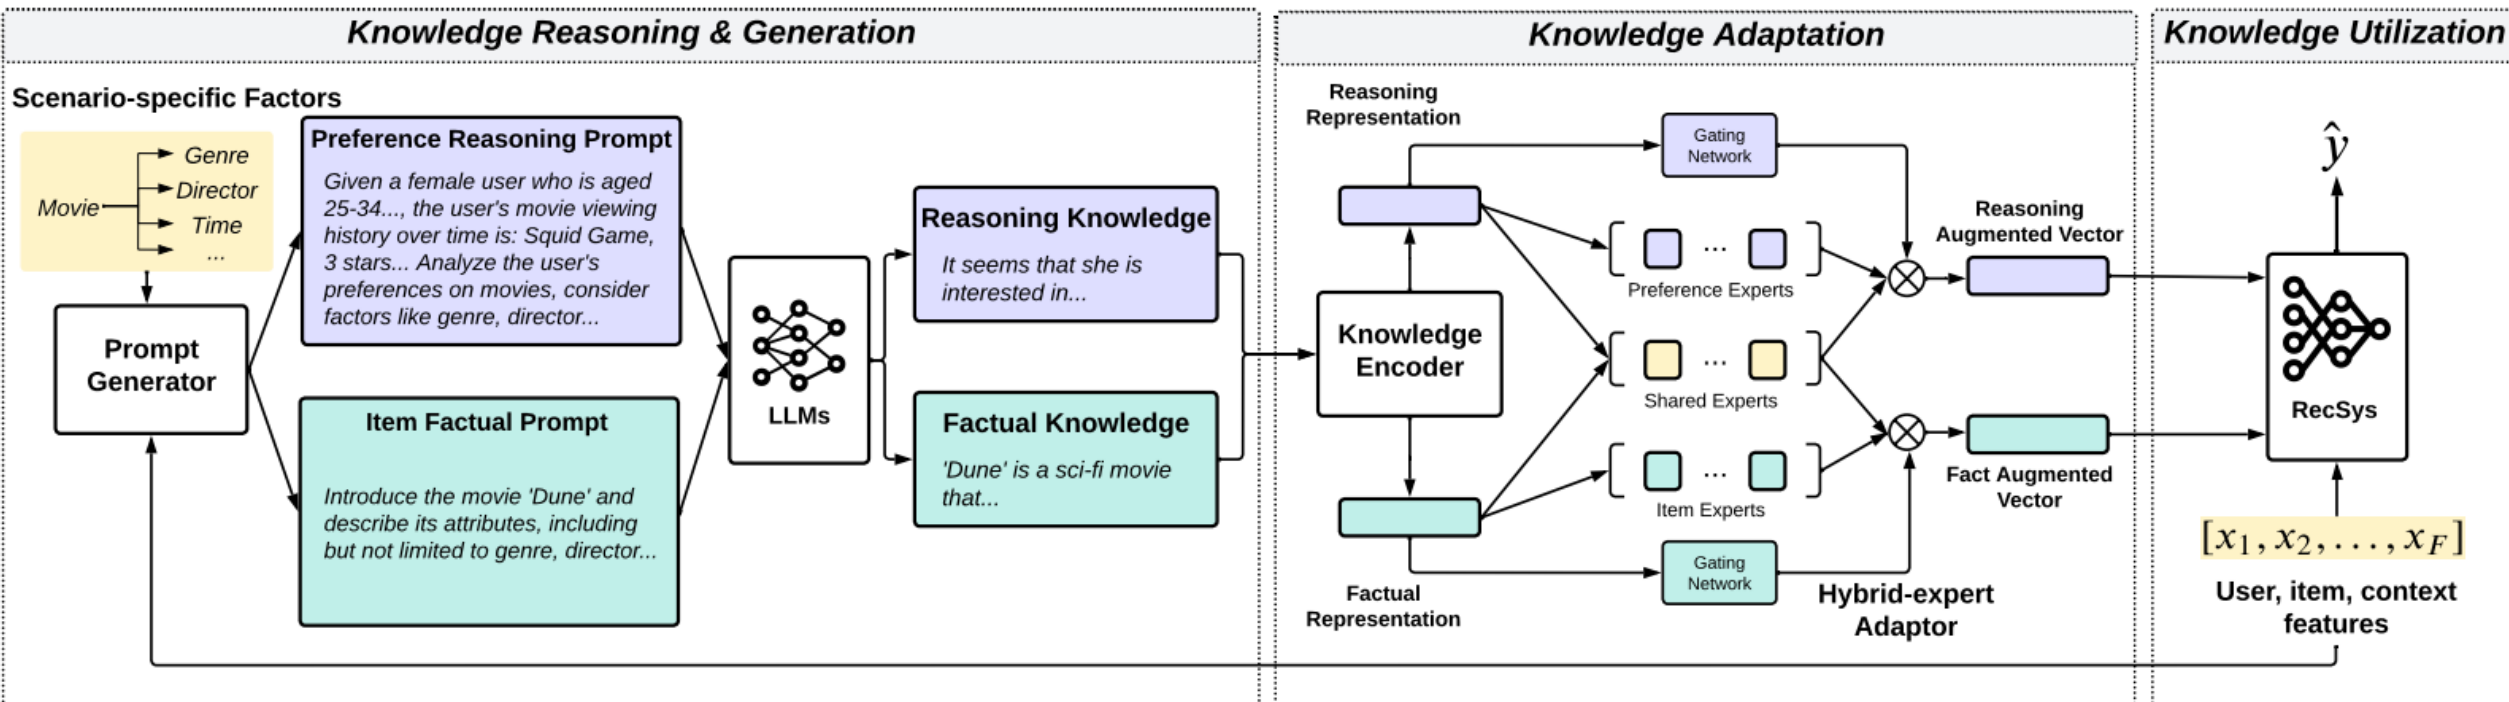 Knowledge Reasoning & Generation
Scenario-specific Factors
Movie
Genre
Director
Time
...
Prompt
Generator
Preference Reasoning Prompt
Given a female user who is aged
25-34..., the user's movie viewing
history over time is: Squid Game,
3 stars... Analyze the user's
preferences on movies, consider
factors like genre, director...
Item Factual Prompt
Introduce the movie 'Dune' and
describe its attributes, including
but not limited to genre, director...
LLMs
Reasoning Knowledge
It seems that she is
interested in...
Factual Knowledge
'Dune' is a sci-fi movie
that...
Knowledge Adaptation
Reasoning
Representation
Gating
Network
...
Preference Experts
Knowledge
Encoder
...
Shared Experts
...
Item Experts
Gating
Network
Factual
Representation
Reasoning
Augmented Vector
Fact Augmented
Vector
Hybrid-expert
Adaptor
Knowledge Utilization
ŷ
RecSys
[x₁, x₂, . . . , x_F]
User, item, context
features